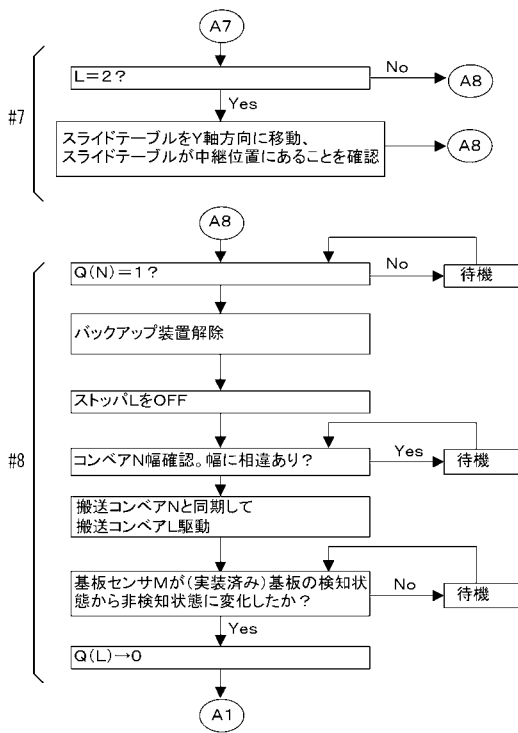 A7
#7
L＝2？
No
A8
Yes
スライドテーブルをY軸方向に移動、
スライドテーブルが中継位置にあることを確認
A8
A8
#8
Q（N）＝1？
No
待機
バックアップ装置解除
ストッパLをOFF
コンベアN幅確認。幅に相違あり？
Yes
待機
搬送コンベアNと同期して
搬送コンベアL駆動
基板センサMが（実装済み）基板の検知状
態から非検知状態に変化したか？
No
待機
Yes
Q（L）→0
A1